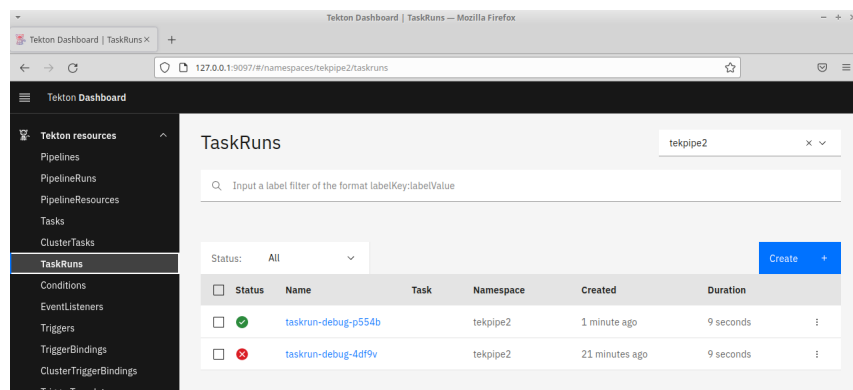 Tekton Dashboard | TaskRuns — Mozilla Firefox
Tekton Dashboard | TaskRuns
127.0.0.1:9097/#/namespaces/tekpipe2/taskruns
Tekton Dashboard
Tekton resources
Pipelines
PipelineRuns
PipelineResources
Tasks
ClusterTasks
TaskRuns
Conditions
EventListeners
Triggers
TriggerBindings
ClusterTriggerBindings
TaskRuns
tekpipe2
Input a label filter of the format labelKey:labelValue
Status: All
Create +
Status Name Task Namespace Created Duration
taskrun-debug-p554b tekpipe2 1 minute ago 9 seconds
taskrun-debug-4df9v tekpipe2 21 minutes ago 9 seconds